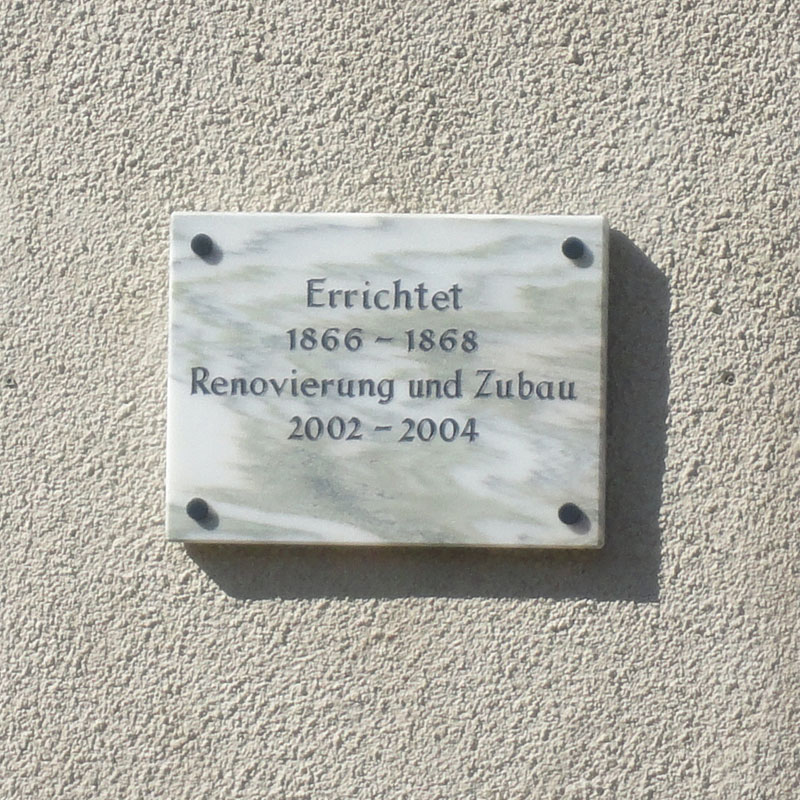 Errichtet
1866 – 1868
Renovierung und Zubau
2002 – 2004